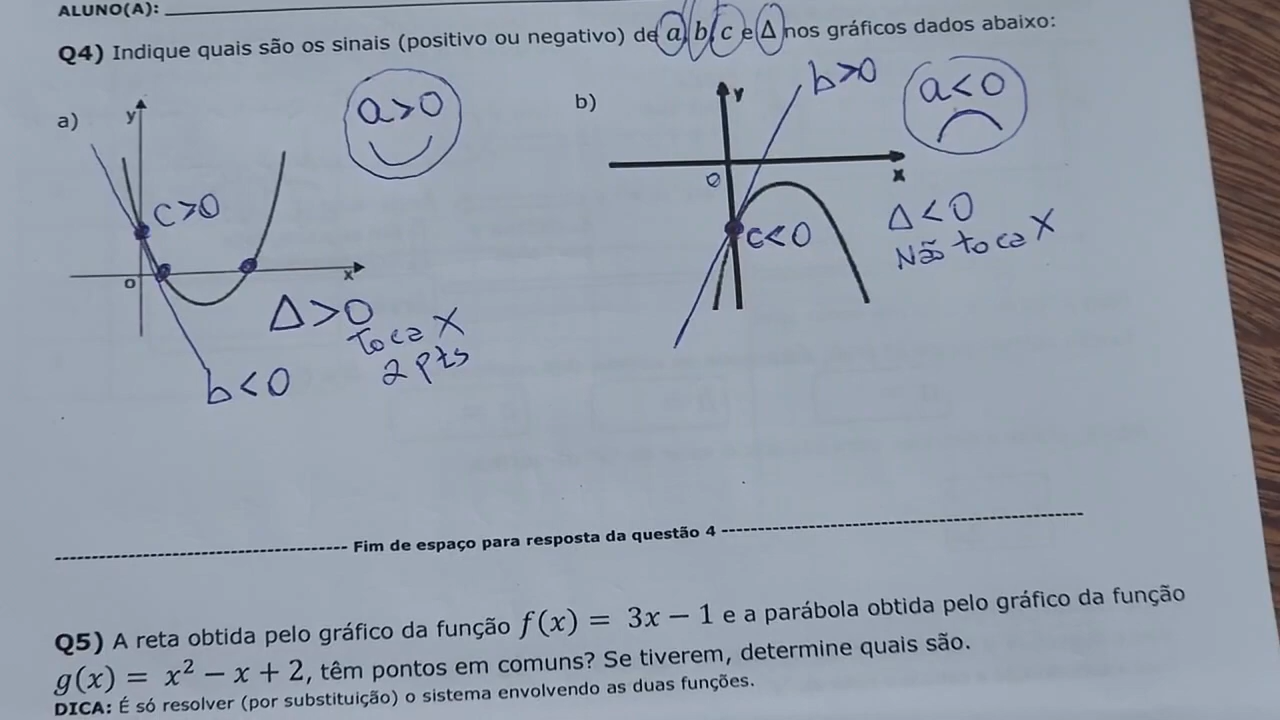 ALUNO(A):
Q4) Indique quais são os sinais (positivo ou negativo) de a, b, c e Δ nos gráficos dados abaixo:
a)
y
a>0
c>0
0
x
Δ>0
toca X
2 pts
b<0
b)
y
b>0
a<0
0
x
c<0
Δ<0
Não toca X
Fim de espaço para resposta da questão 4
Q5) A reta obtida pelo gráfico da função f(x) = 3x − 1 e a parábola obtida pelo gráfico da função
g(x) = x² − x + 2, têm pontos em comuns? Se tiverem, determine quais são.
DICA: É só resolver (por substituição) o sistema envolvendo as duas funções.